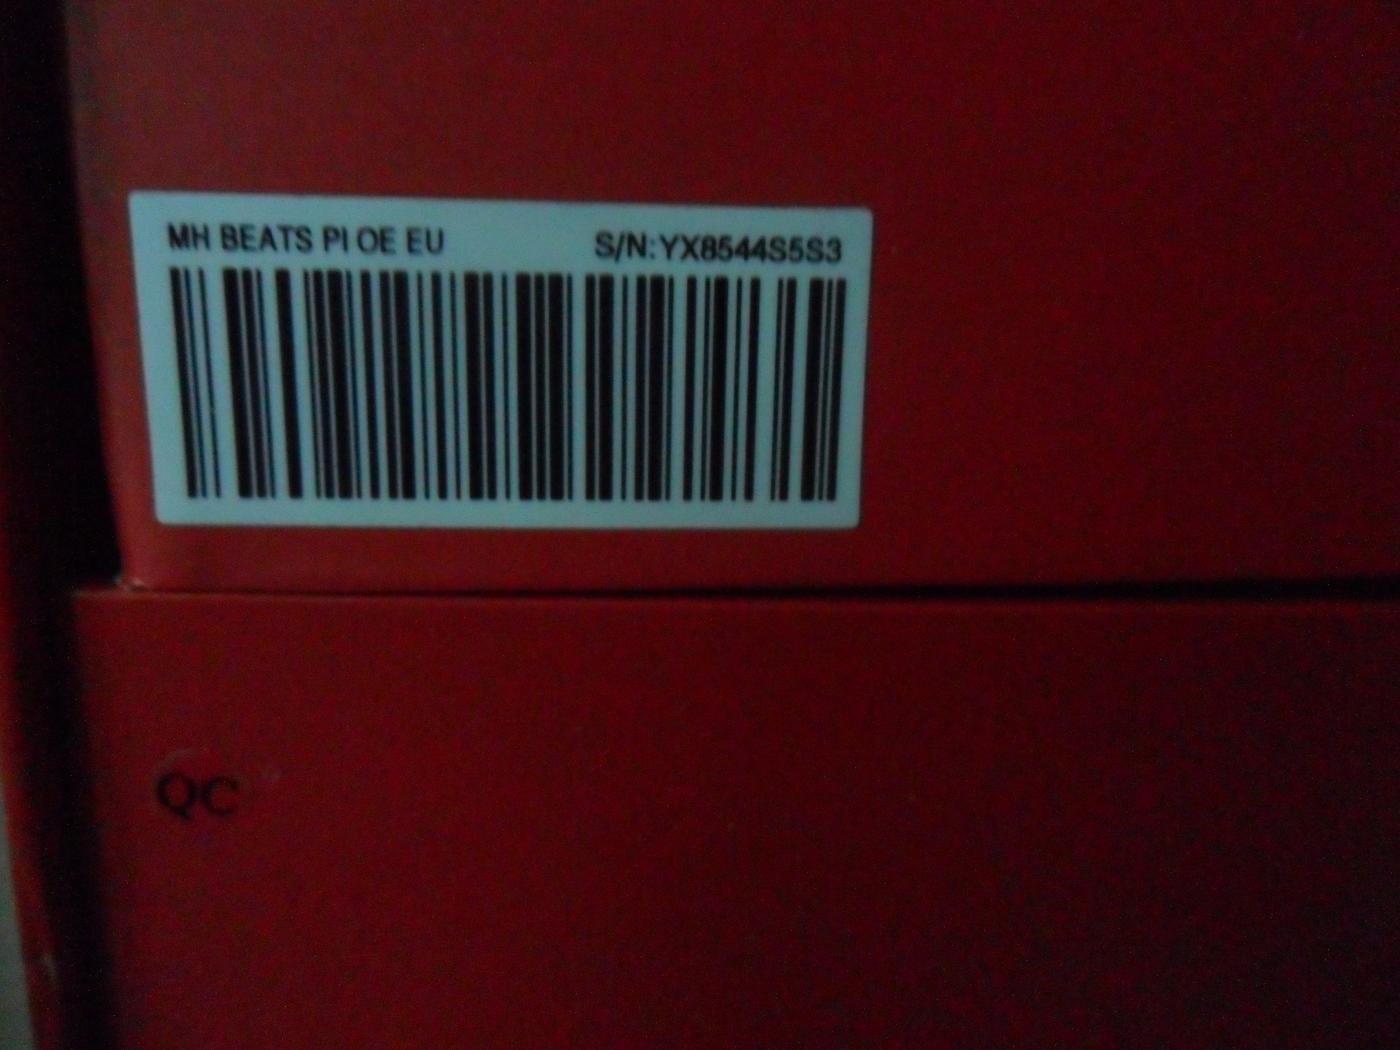 MH BEATS PI OE EU S/N:YX8544S5S3
QC